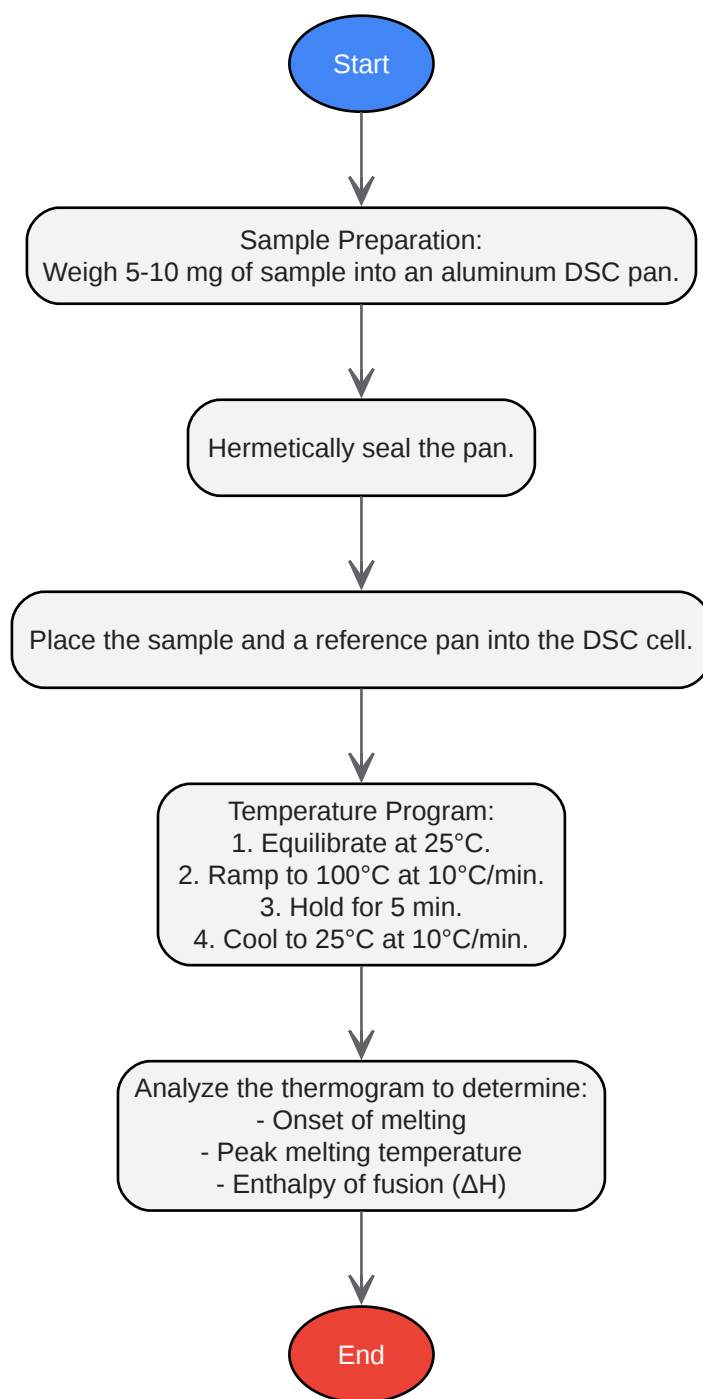 Start
Sample Preparation:
Weigh 5-10 mg of sample into an aluminum DSC pan.
Hermetically seal the pan.
Place the sample and a reference pan into the DSC cell.
Temperature Program:
1. Equilibrate at 25°C.
2. Ramp to 100°C at 10°C/min.
3. Hold for 5 min.
4. Cool to 25°C at 10°C/min.
Analyze the thermogram to determine:
- Onset of melting
- Peak melting temperature
- Enthalpy of fusion (ΔH)
End